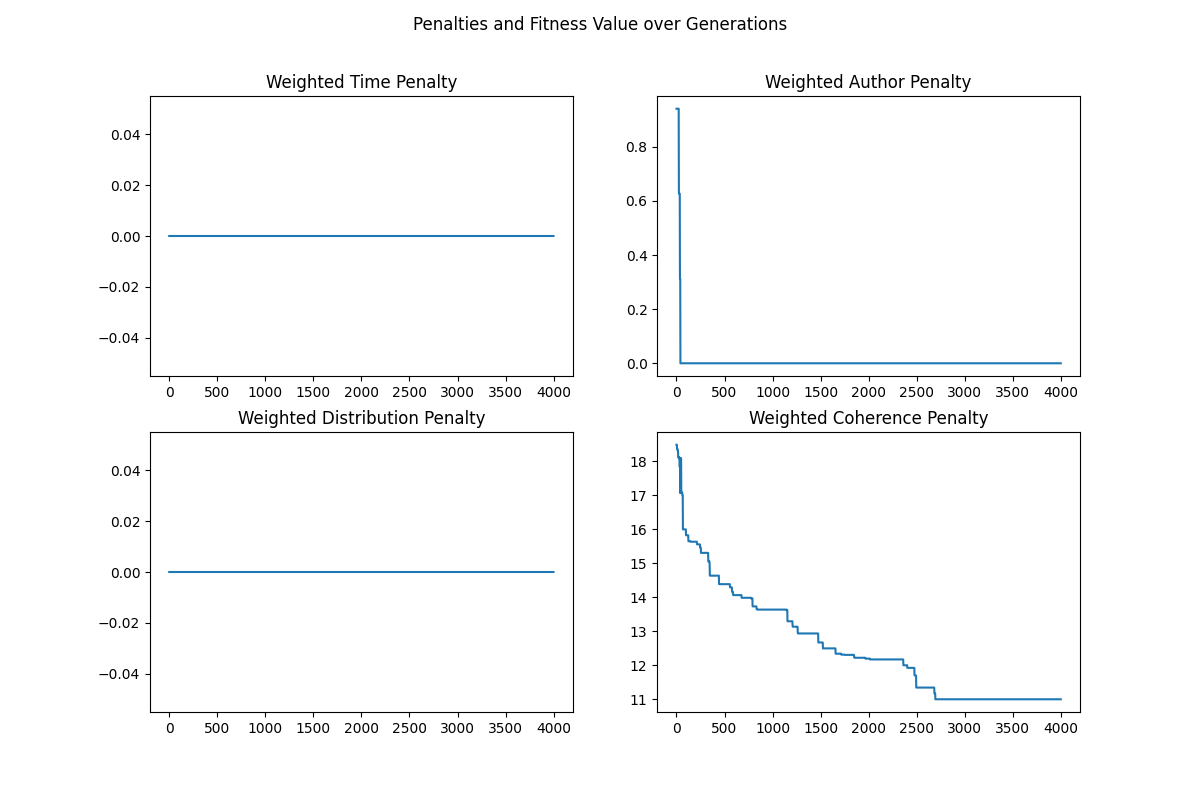 Penalties and Fitness Value over Generations
Weighted Time Penalty
0.04
0.02
0.00
−0.02
−0.04
0 500 1000 1500 2000 2500 3000 3500 4000
Weighted Author Penalty
0.8
0.6
0.4
0.2
0.0
0 500 1000 1500 2000 2500 3000 3500 4000
Weighted Distribution Penalty
0.04
0.02
0.00
−0.02
−0.04
0 500 1000 1500 2000 2500 3000 3500 4000
Weighted Coherence Penalty
18
17
16
15
14
13
12
11
0 500 1000 1500 2000 2500 3000 3500 4000